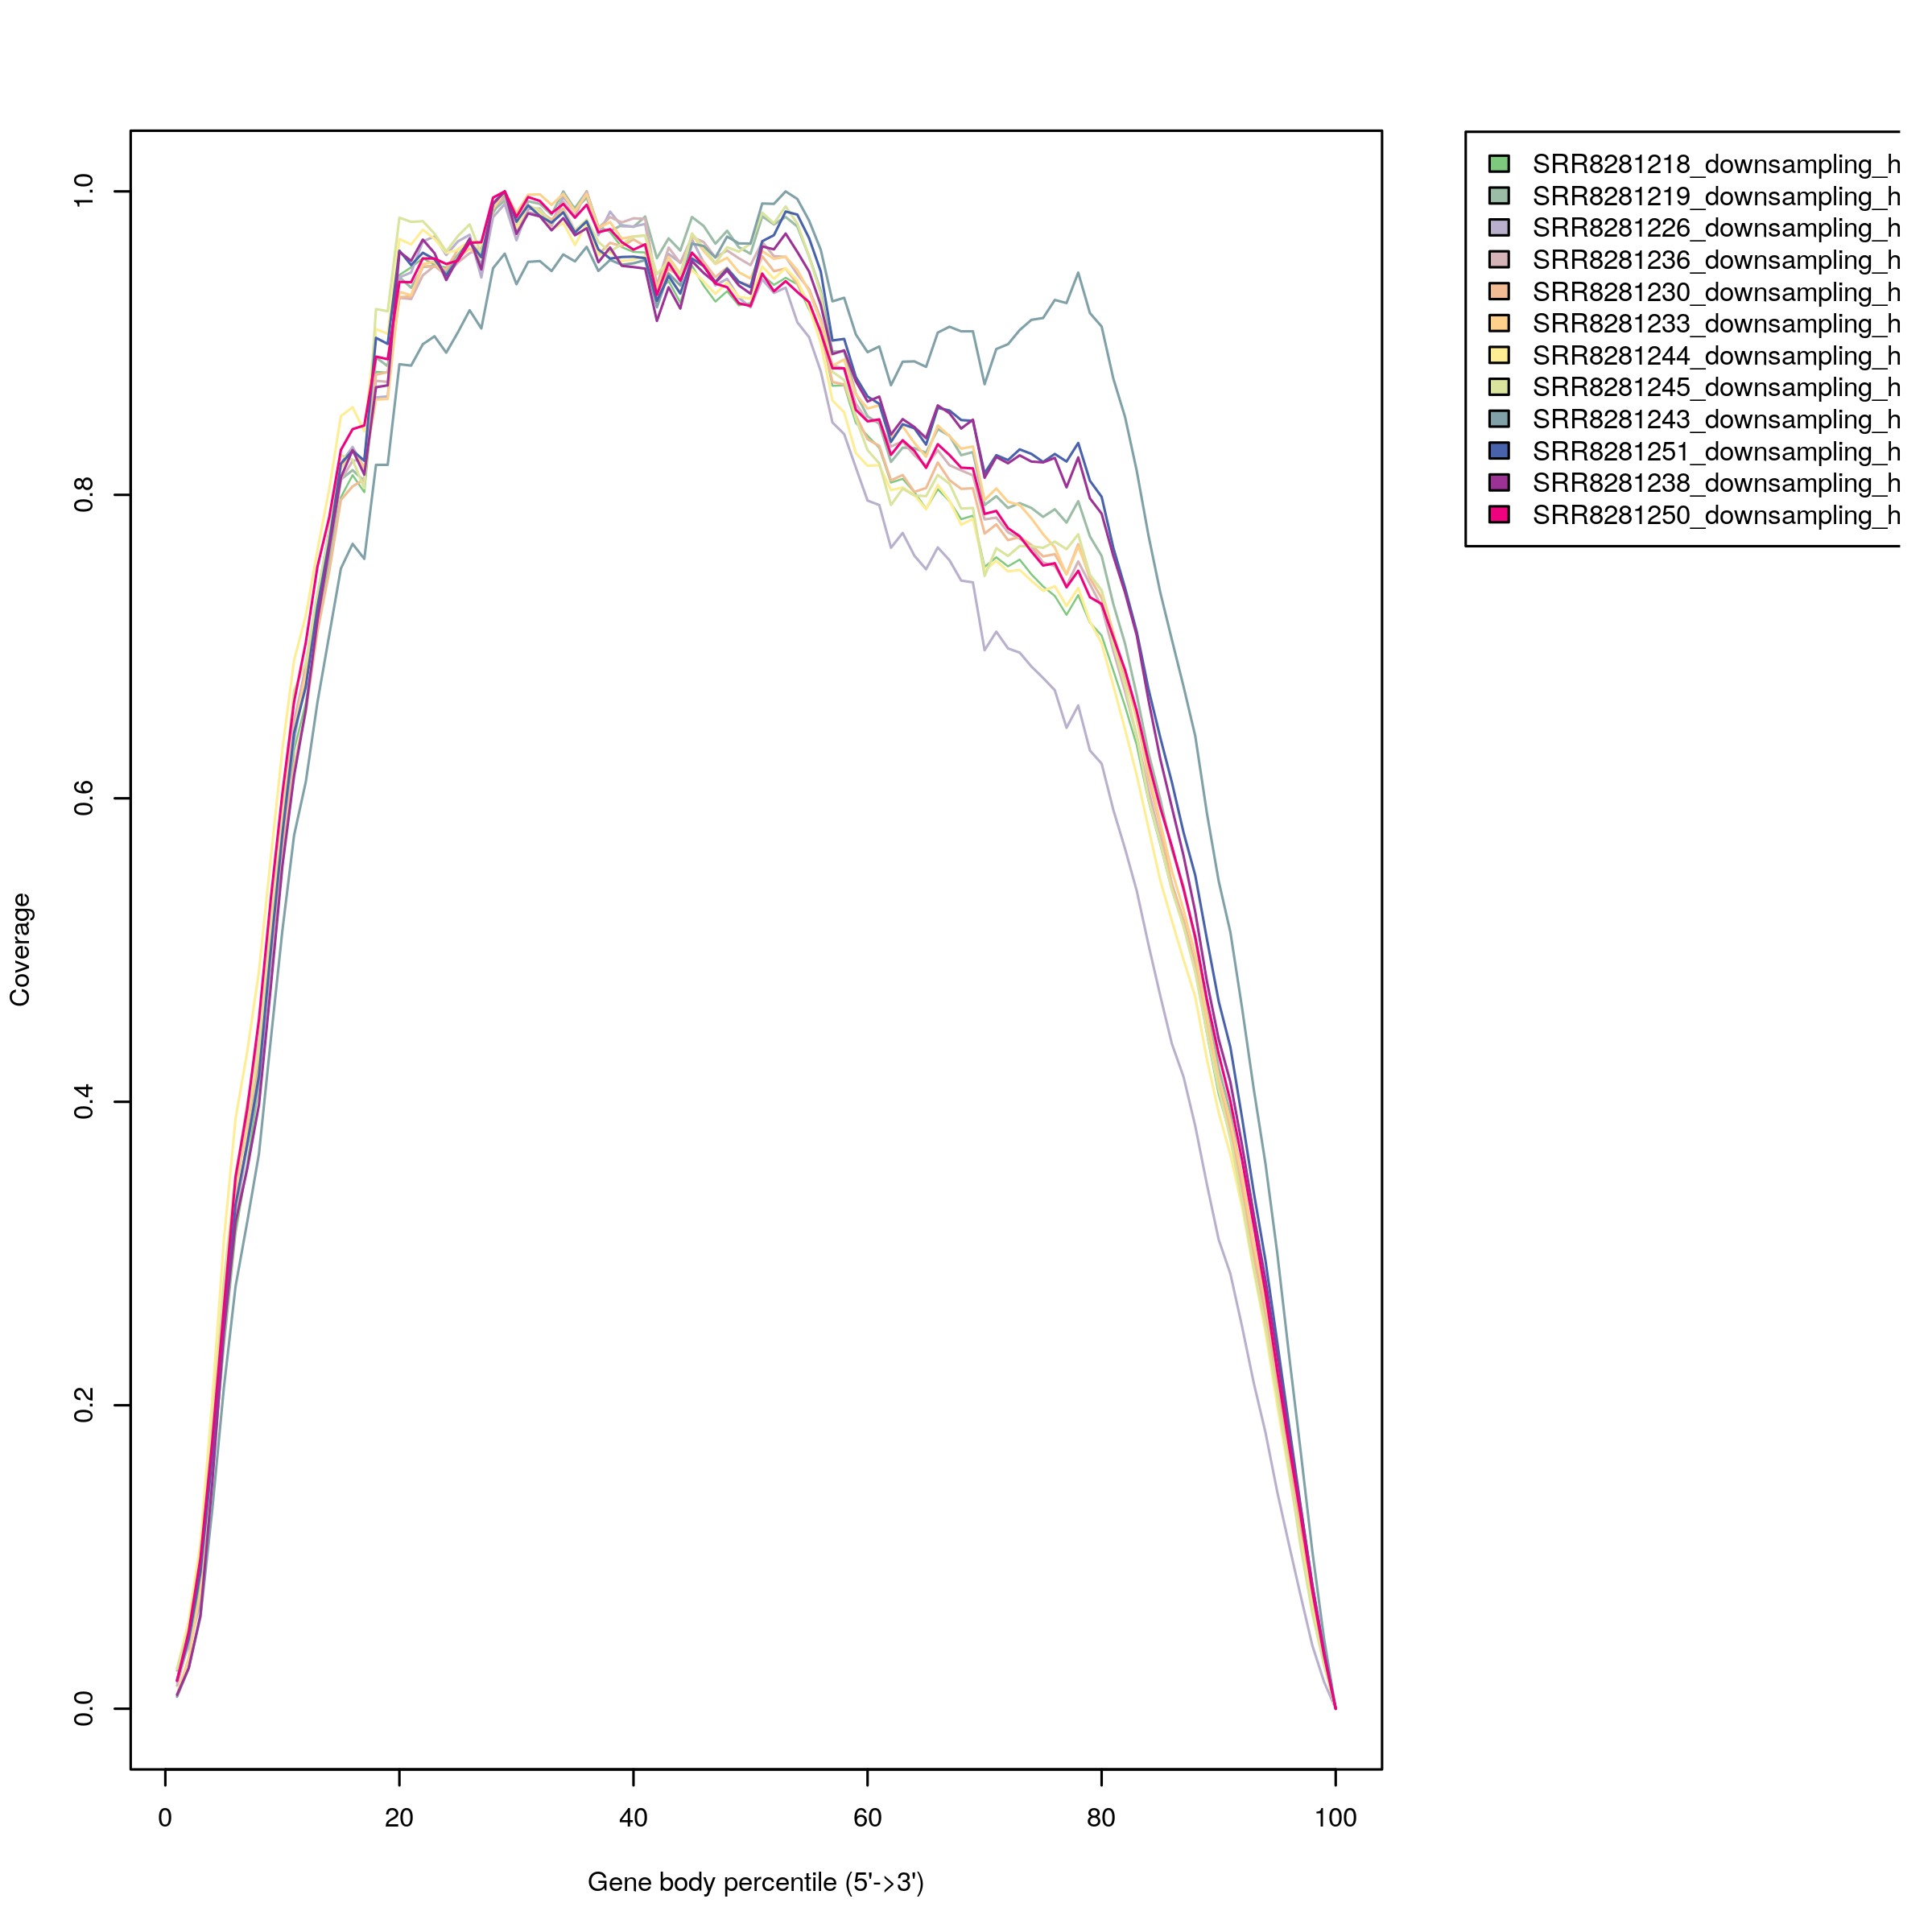 SRR8281218_downsampling_h
SRR8281219_downsampling_h
SRR8281226_downsampling_h
SRR8281236_downsampling_h
SRR8281230_downsampling_h
SRR8281233_downsampling_h
SRR8281244_downsampling_h
SRR8281245_downsampling_h
SRR8281243_downsampling_h
SRR8281251_downsampling_h
SRR8281238_downsampling_h
SRR8281250_downsampling_h
1.0
0.8
0.6
0.4
0.2
0.0
Coverage
0 20 40 60 80 100
Gene body percentile (5'->3')